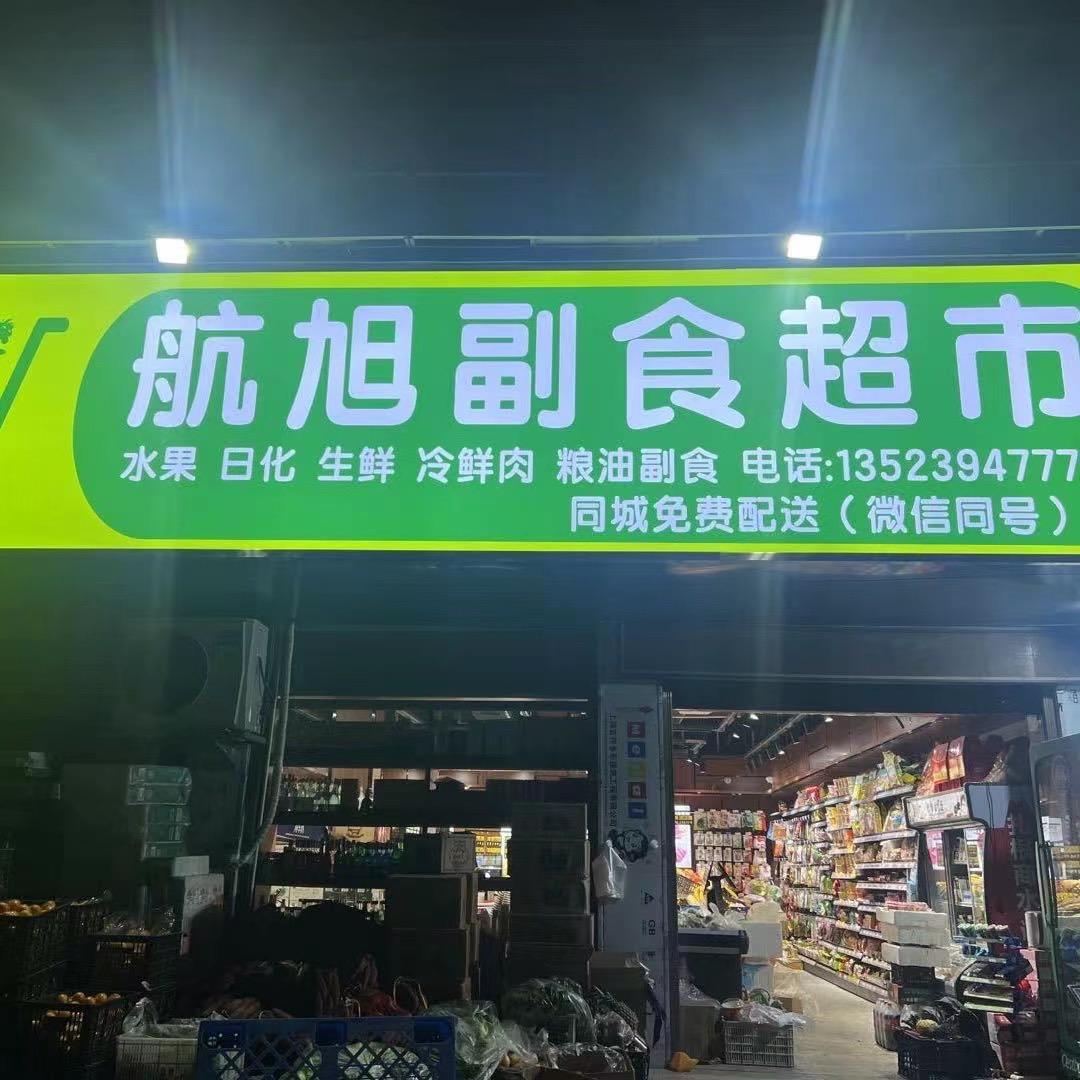 航旭副食超市
水果 日化 生鲜 冷鲜肉 粮油副食 电话:1352394777
同城免费配送（微信同号）
GB